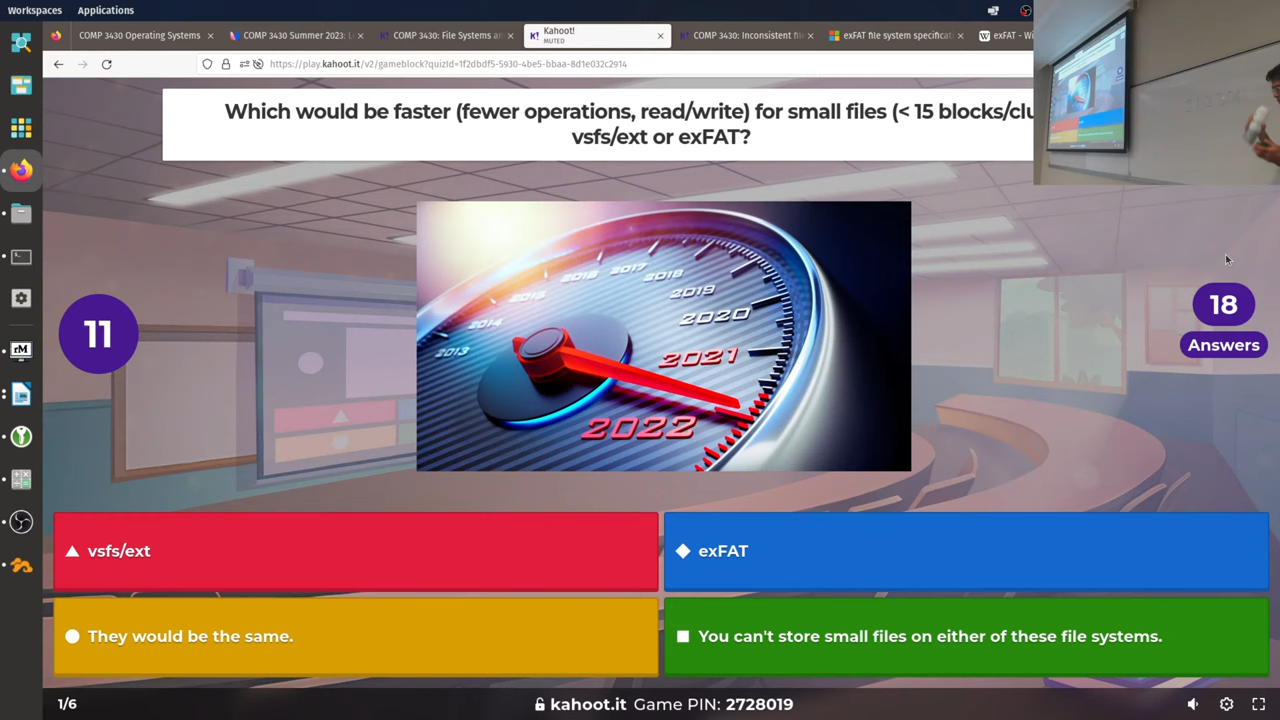 Workspaces Applications
COMP 3430 Operating Systems
COMP 3430 Summer 2023: L
COMP 3430: File Systems a
Kahoot!
MUTED
COMP 3430: Inconsistent fi
exFAT file system specificat
exFAT - Wi
https://play.kahoot.it/v2/gameblock?quizId=1f2dbdf5-5930-4be5-bbaa-8d1e032c2914
Which would be faster (fewer operations, read/write) for small files (< 15 blocks/clu
vsfs/ext or exFAT?
2013
2014
2015
2016
2017
2018
2019
2020
2021
2022
11
18
Answers
vsfs/ext
exFAT
They would be the same.
You can't store small files on either of these file systems.
1/6
kahoot.it Game PIN: 2728019